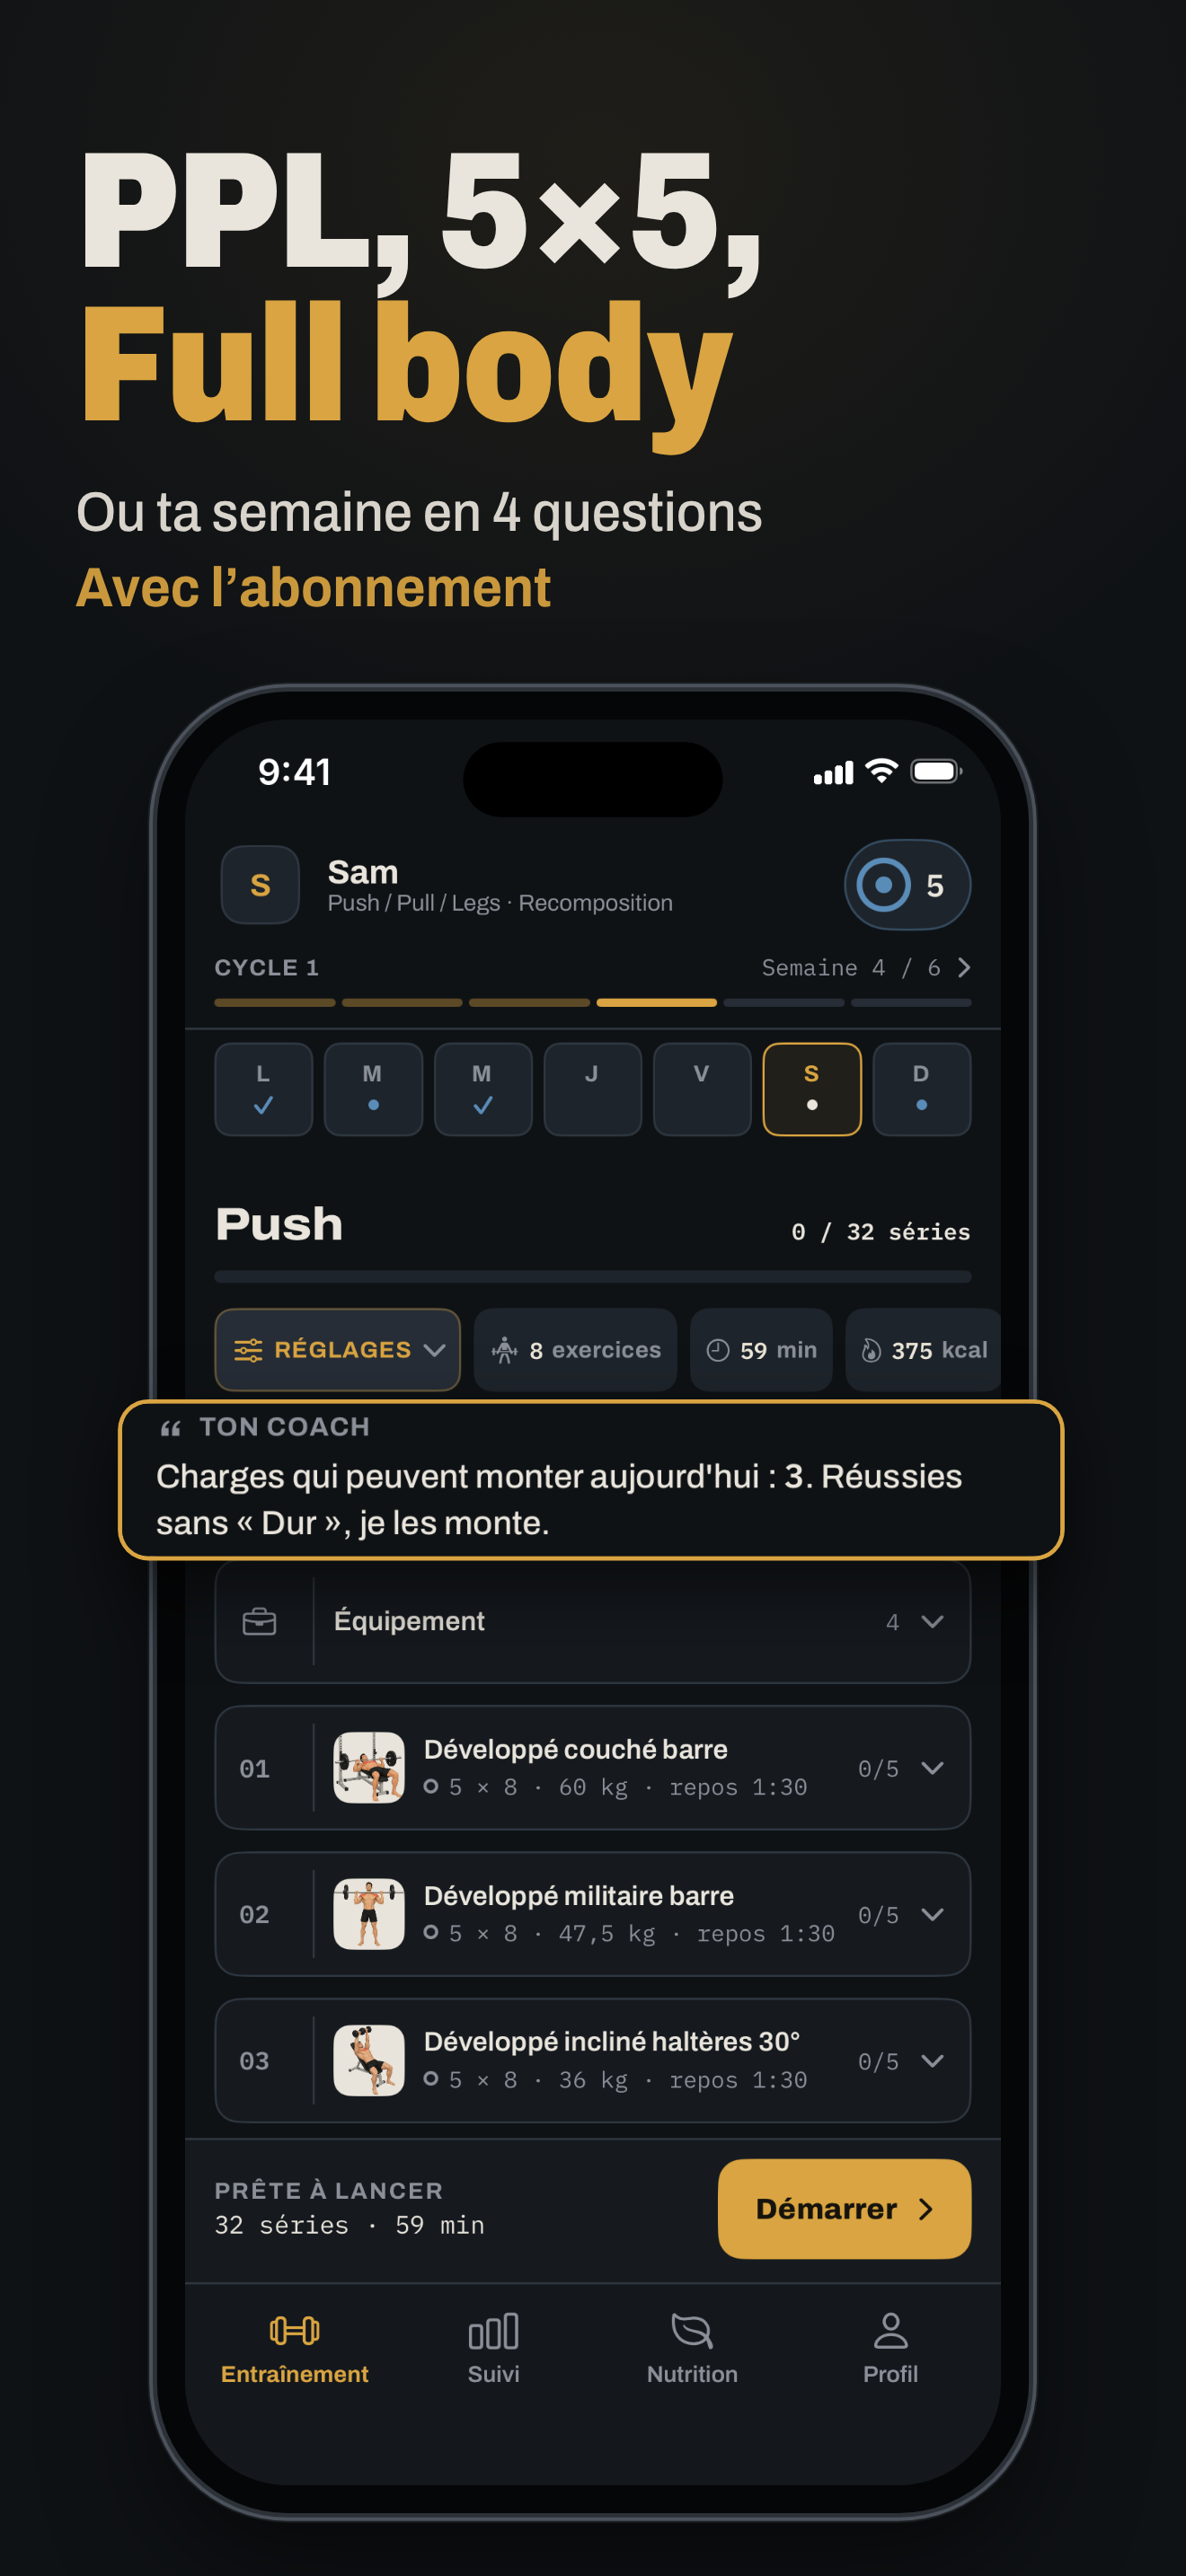 PPL, 5×5,
Full body
Ou ta semaine en 4 questions
Avec l’abonnement
9:41
S
Sam
Push / Pull / Legs · Recomposition
5
CYCLE 1
Semaine 4 / 6
L M M J V S D
Push
0 / 32 séries
RÉGLAGES
8 exercices
59 min
375 kcal
“ TON COACH
Charges qui peuvent monter aujourd'hui : 3. Réussies
sans « Dur », je les monte.
Équipement
4
01
Développé couché barre
5 × 8 · 60 kg · repos 1:30
0/5
02
Développé militaire barre
5 × 8 · 47,5 kg · repos 1:30
0/5
03
Développé incliné haltères 30°
5 × 8 · 36 kg · repos 1:30
0/5
PRÊTE À LANCER
32 séries · 59 min
Démarrer
Entraînement
Suivi
Nutrition
Profil